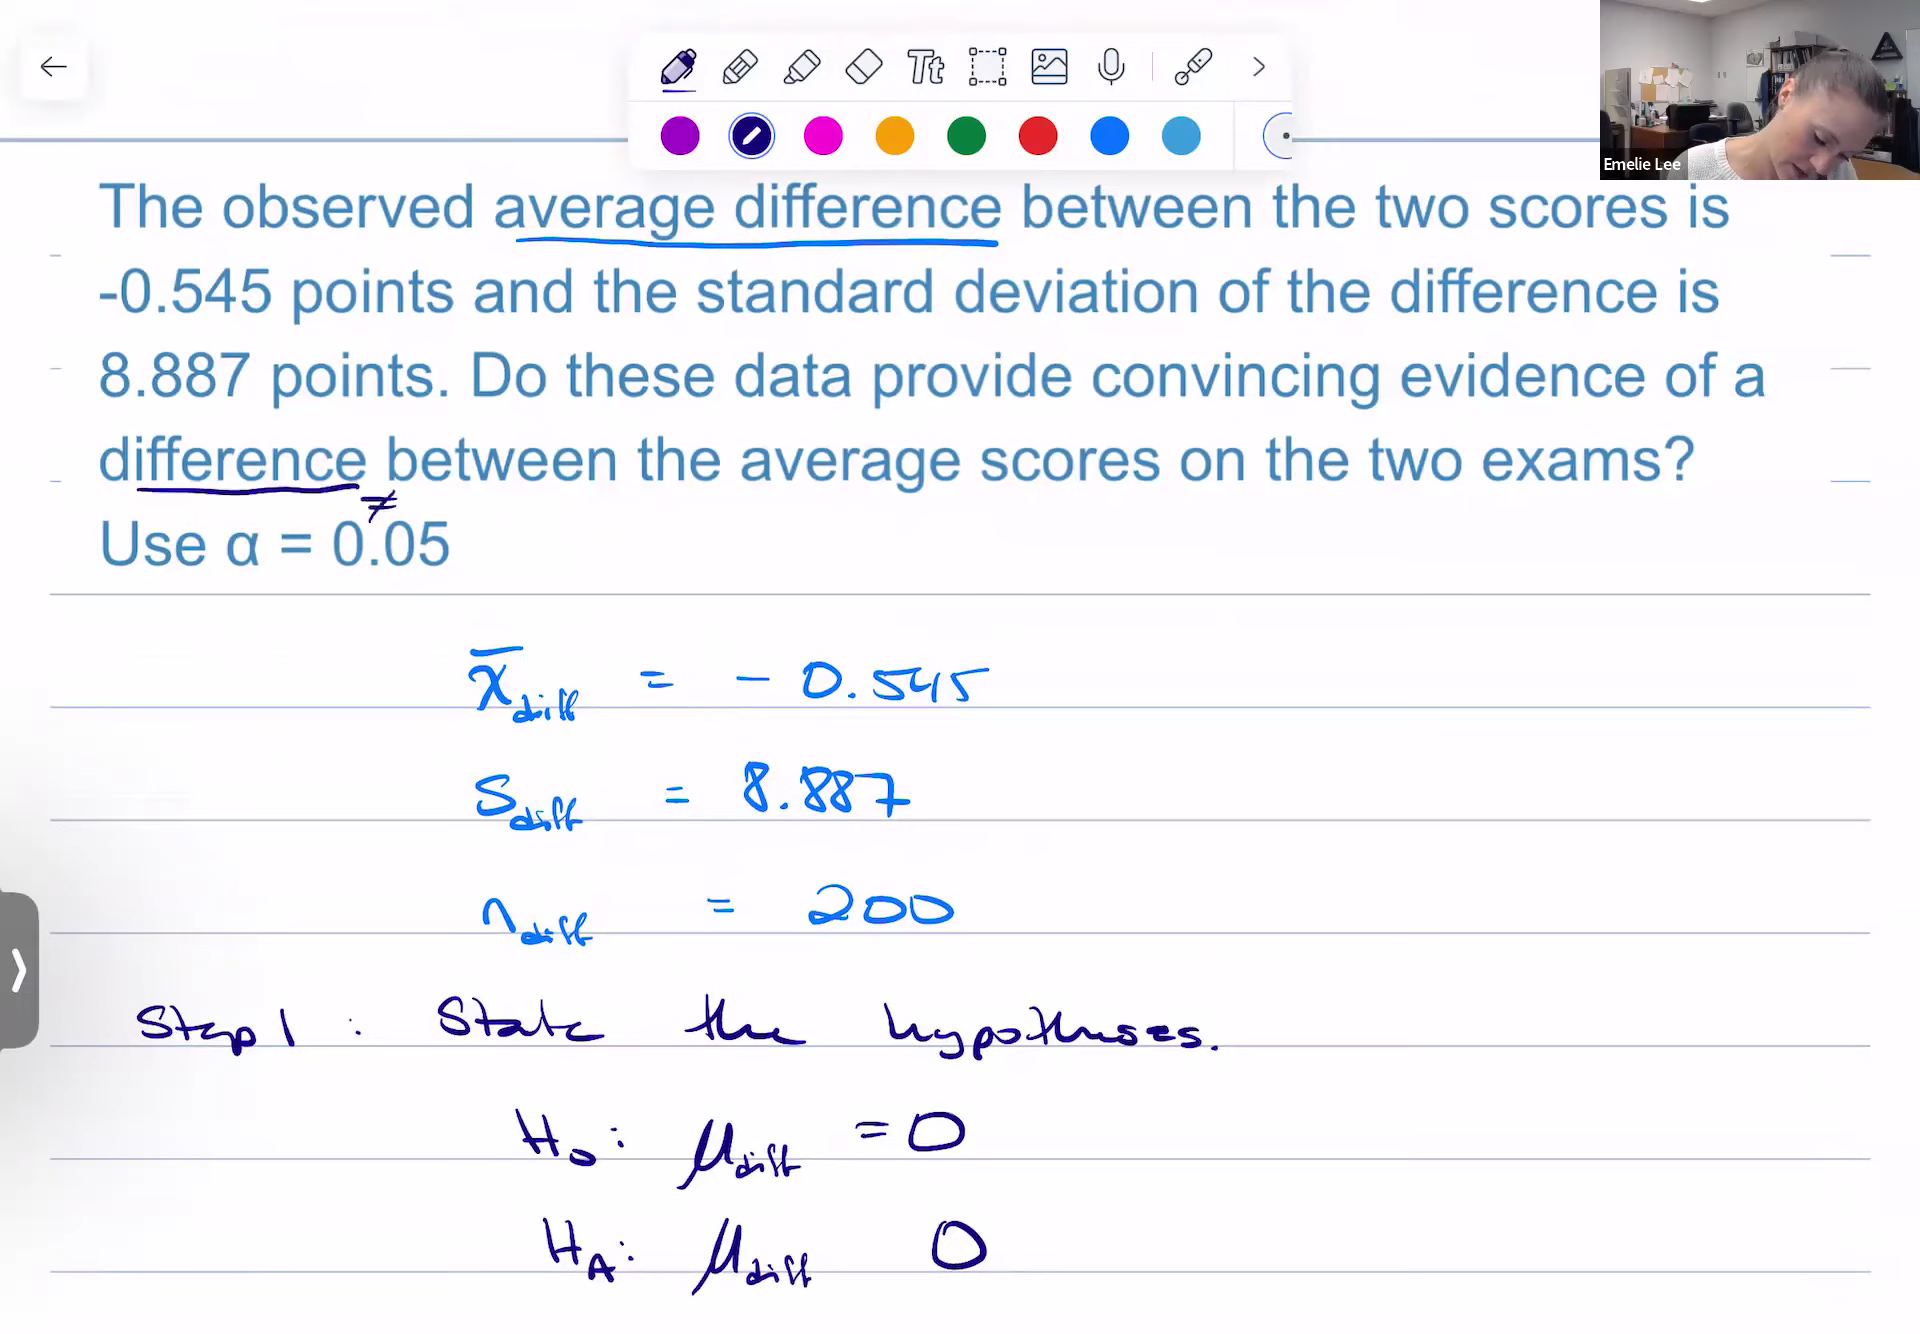 Tt
Emelie Lee
The observed average difference between the two scores is
-0.545 points and the standard deviation of the difference is
8.887 points. Do these data provide convincing evidence of a
difference between the average scores on the two exams?
≠
Use α = 0.05
x̄diff = - 0.545
Sdiff = 8.887
ndiff = 200
Step 1 : State the hypotheses.
H0: μdiff = 0
HA: μdiff 0